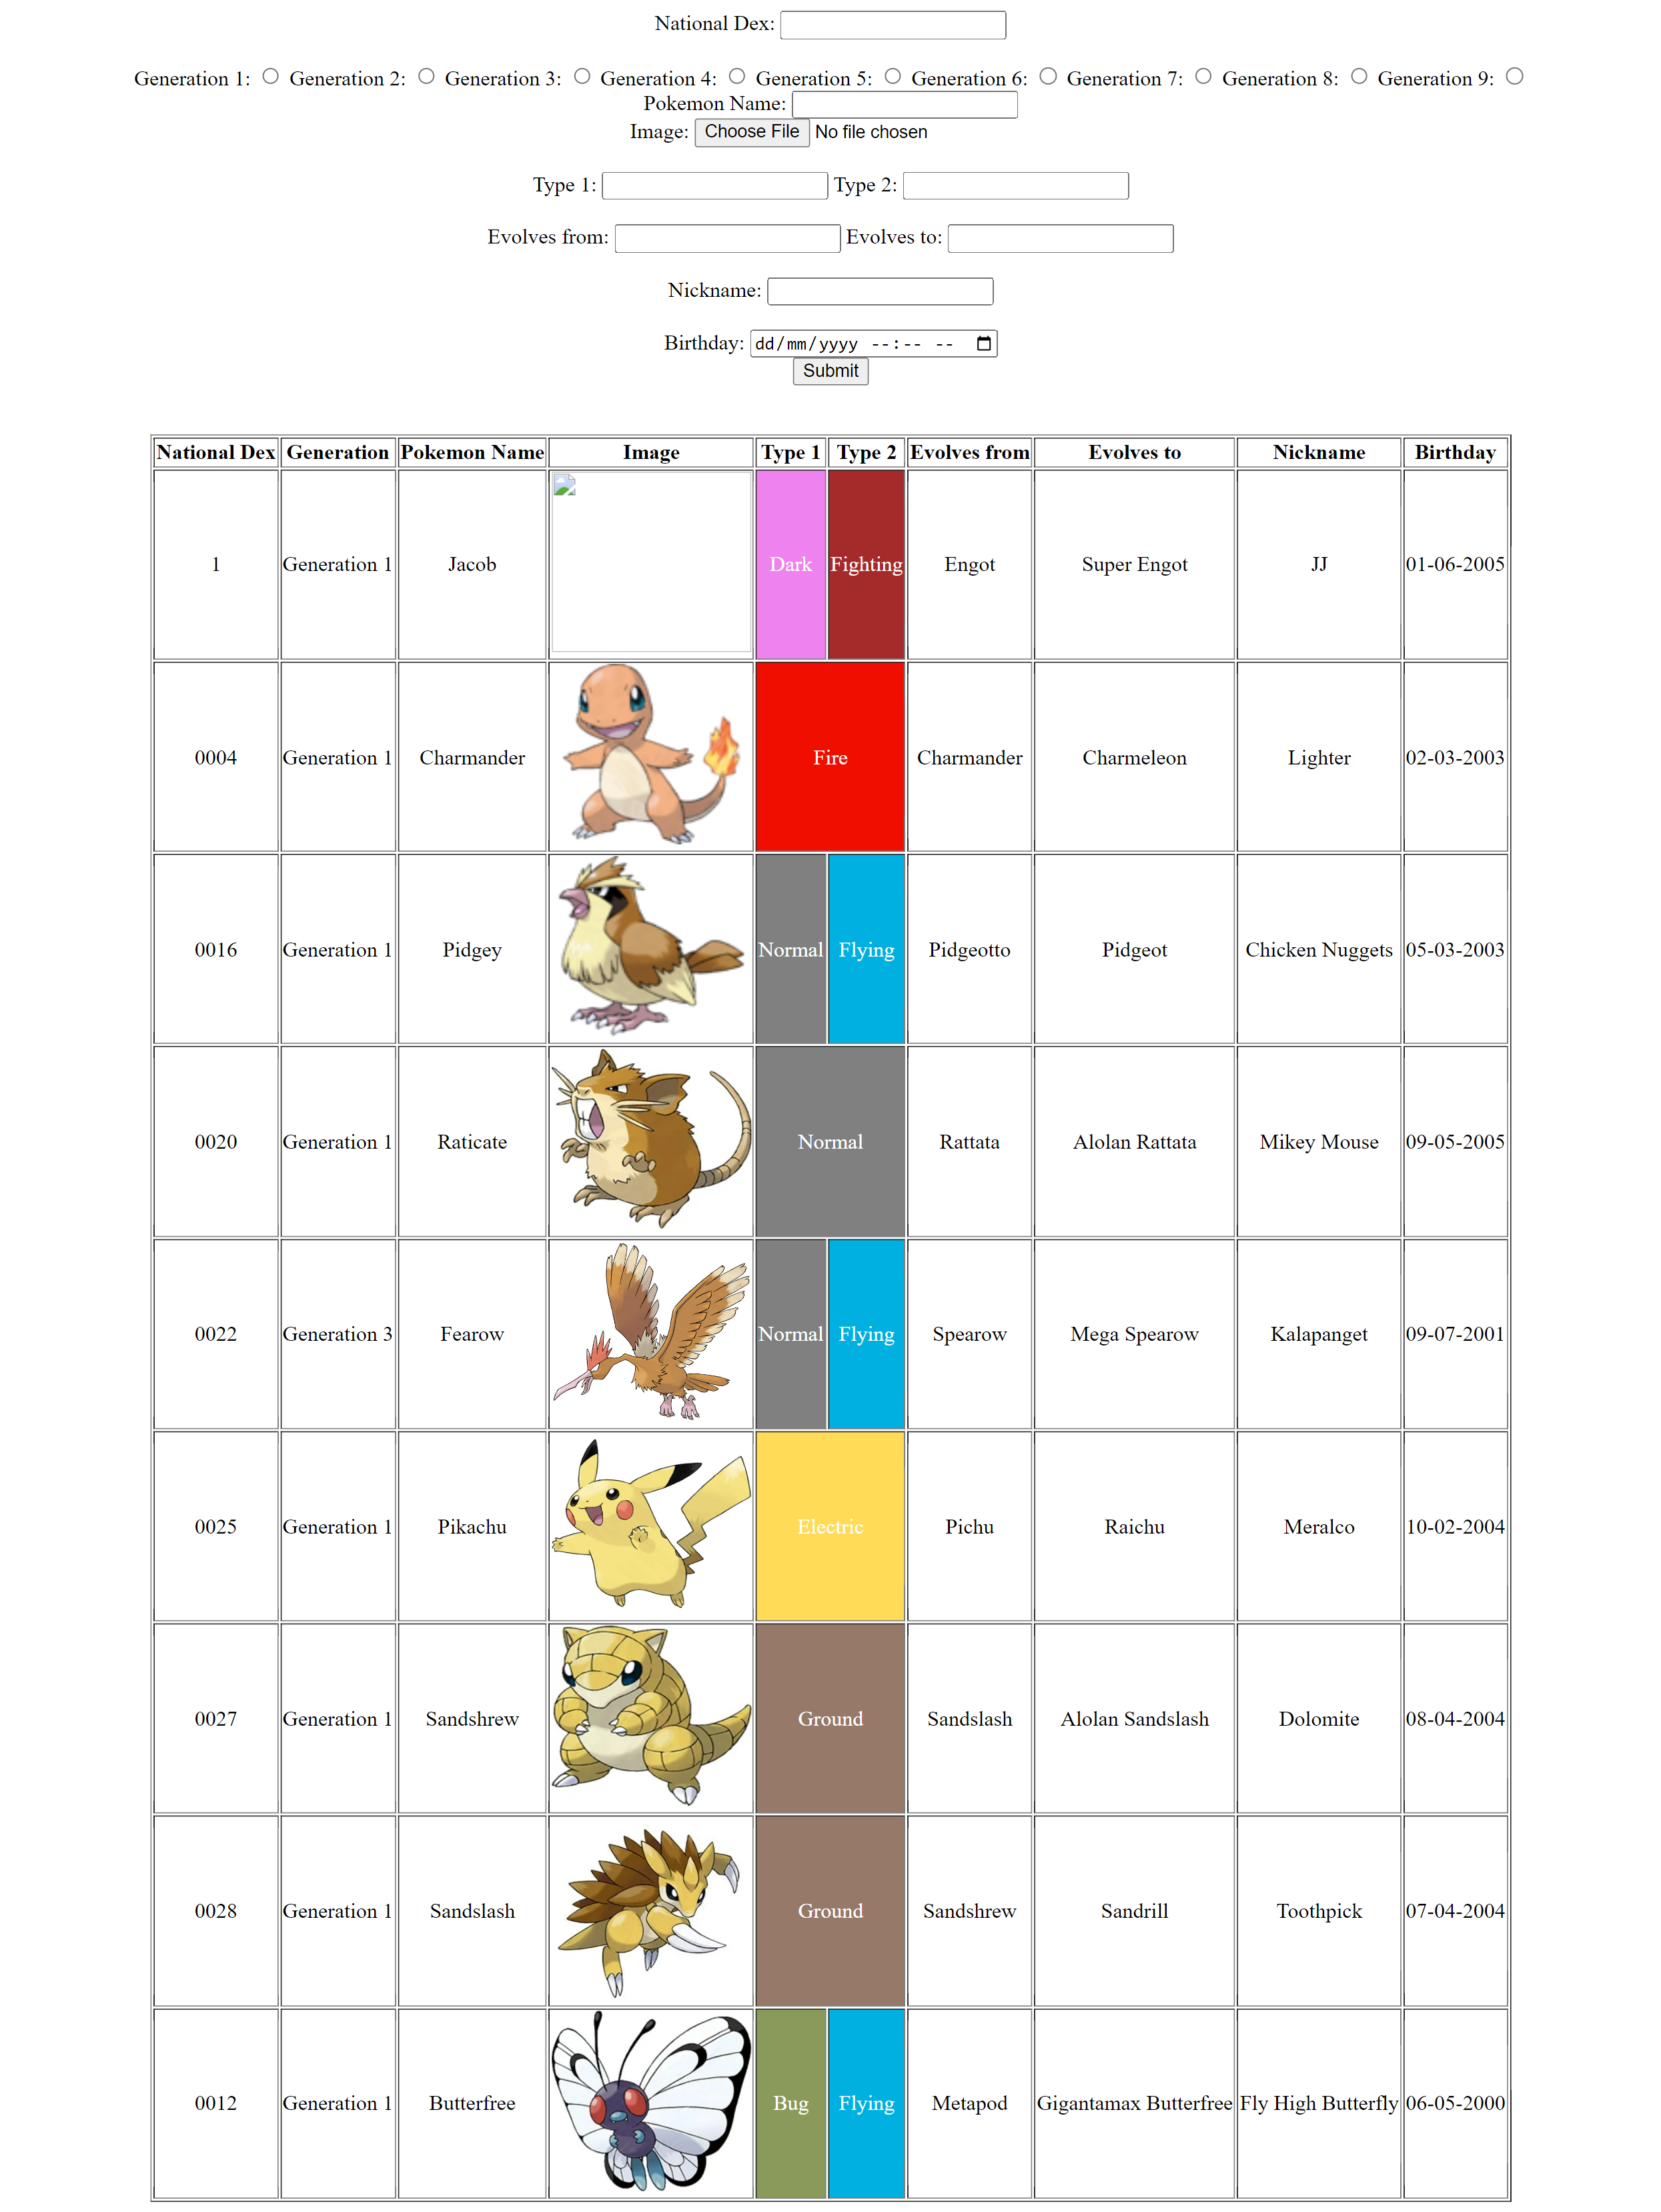 National Dex:
Generation 1: Generation 2: Generation 3: Generation 4: Generation 5: Generation 6: Generation 7: Generation 8: Generation 9:
Pokemon Name:
Image: Choose File No file chosen
Type 1: Type 2:
Evolves from: Evolves to:
Nickname:
Birthday: dd/mm/yyyy --:-- --
Submit
National Dex Generation Pokemon Name Image Type 1 Type 2 Evolves from Evolves to Nickname Birthday
1 Generation 1 Jacob Dark Fighting Engot Super Engot JJ 01-06-2005
0004 Generation 1 Charmander Fire Charmander Charmeleon Lighter 02-03-2003
0016 Generation 1 Pidgey Normal Flying Pidgeotto Pidgeot Chicken Nuggets 05-03-2003
0020 Generation 1 Raticate Normal Rattata Alolan Rattata Mikey Mouse 09-05-2005
0022 Generation 3 Fearow Normal Flying Spearow Mega Spearow Kalapanget 09-07-2001
0025 Generation 1 Pikachu Electric Pichu Raichu Meralco 10-02-2004
0027 Generation 1 Sandshrew Ground Sandslash Alolan Sandslash Dolomite 08-04-2004
0028 Generation 1 Sandslash Ground Sandshrew Sandrill Toothpick 07-04-2004
0012 Generation 1 Butterfree Bug Flying Metapod Gigantamax Butterfree Fly High Butterfly 06-05-2000